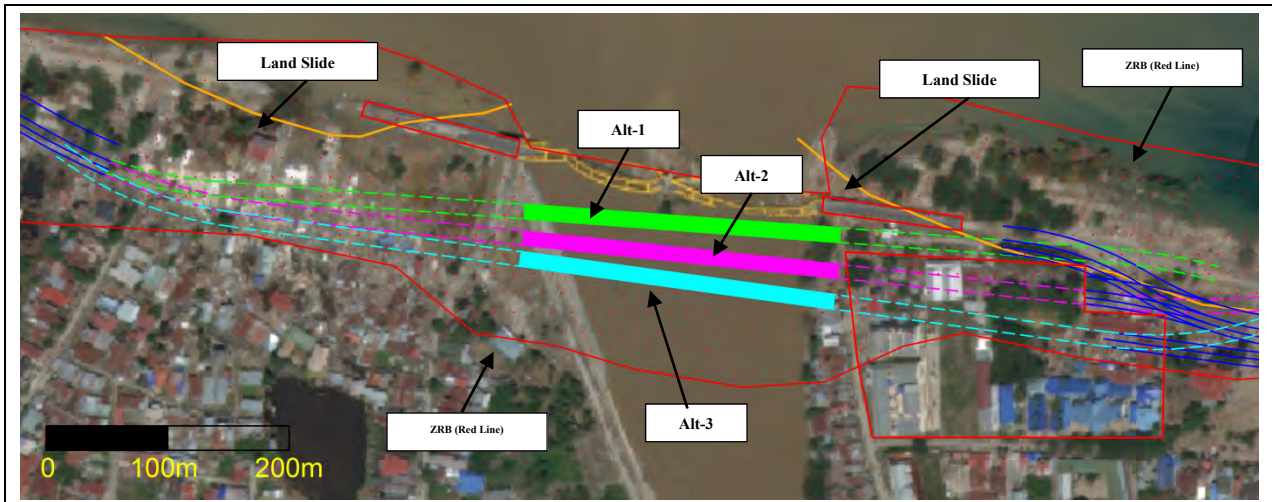 Land Slide
Land Slide
ZRB (Red Line)
Alt-1
Alt-2
ZRB (Red Line)
Alt-3
0 100m 200m